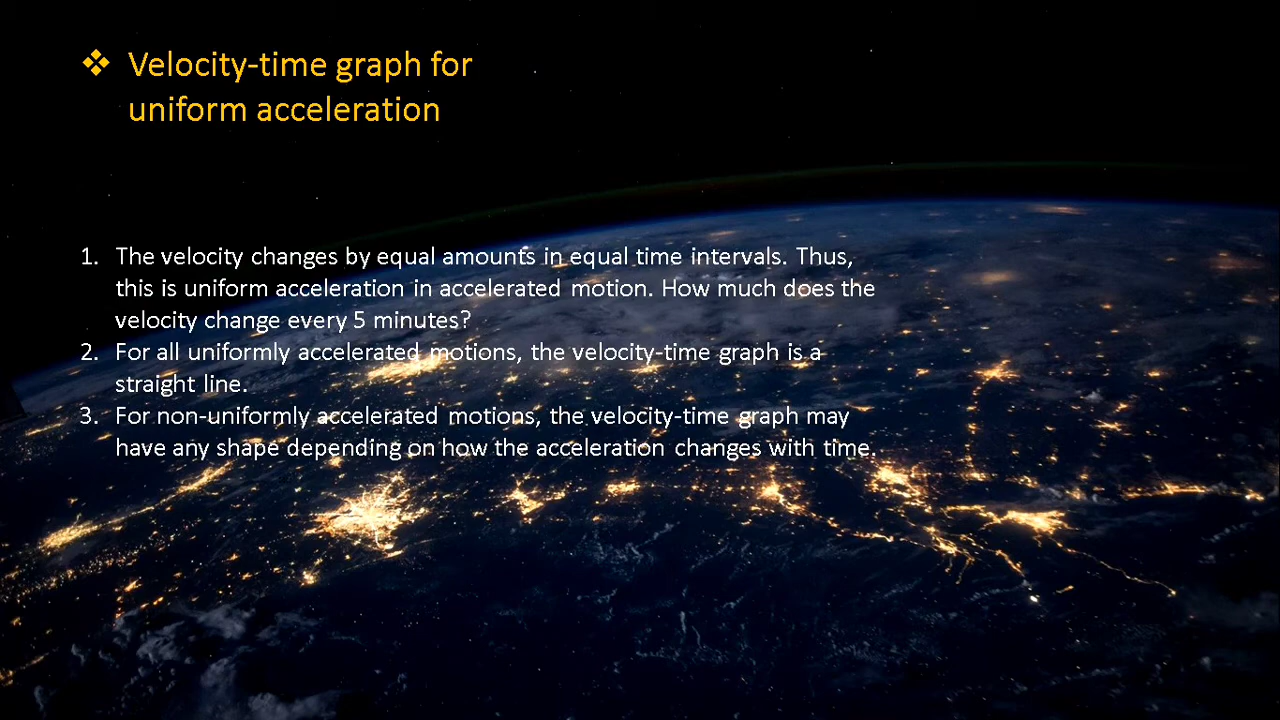 ❖ Velocity-time graph for
uniform acceleration
1. The velocity changes by equal amounts in equal time intervals. Thus,
this is uniform acceleration in accelerated motion. How much does the
velocity change every 5 minutes?
2. For all uniformly accelerated motions, the velocity-time graph is a
straight line.
3. For non-uniformly accelerated motions, the velocity-time graph may
have any shape depending on how the acceleration changes with time.